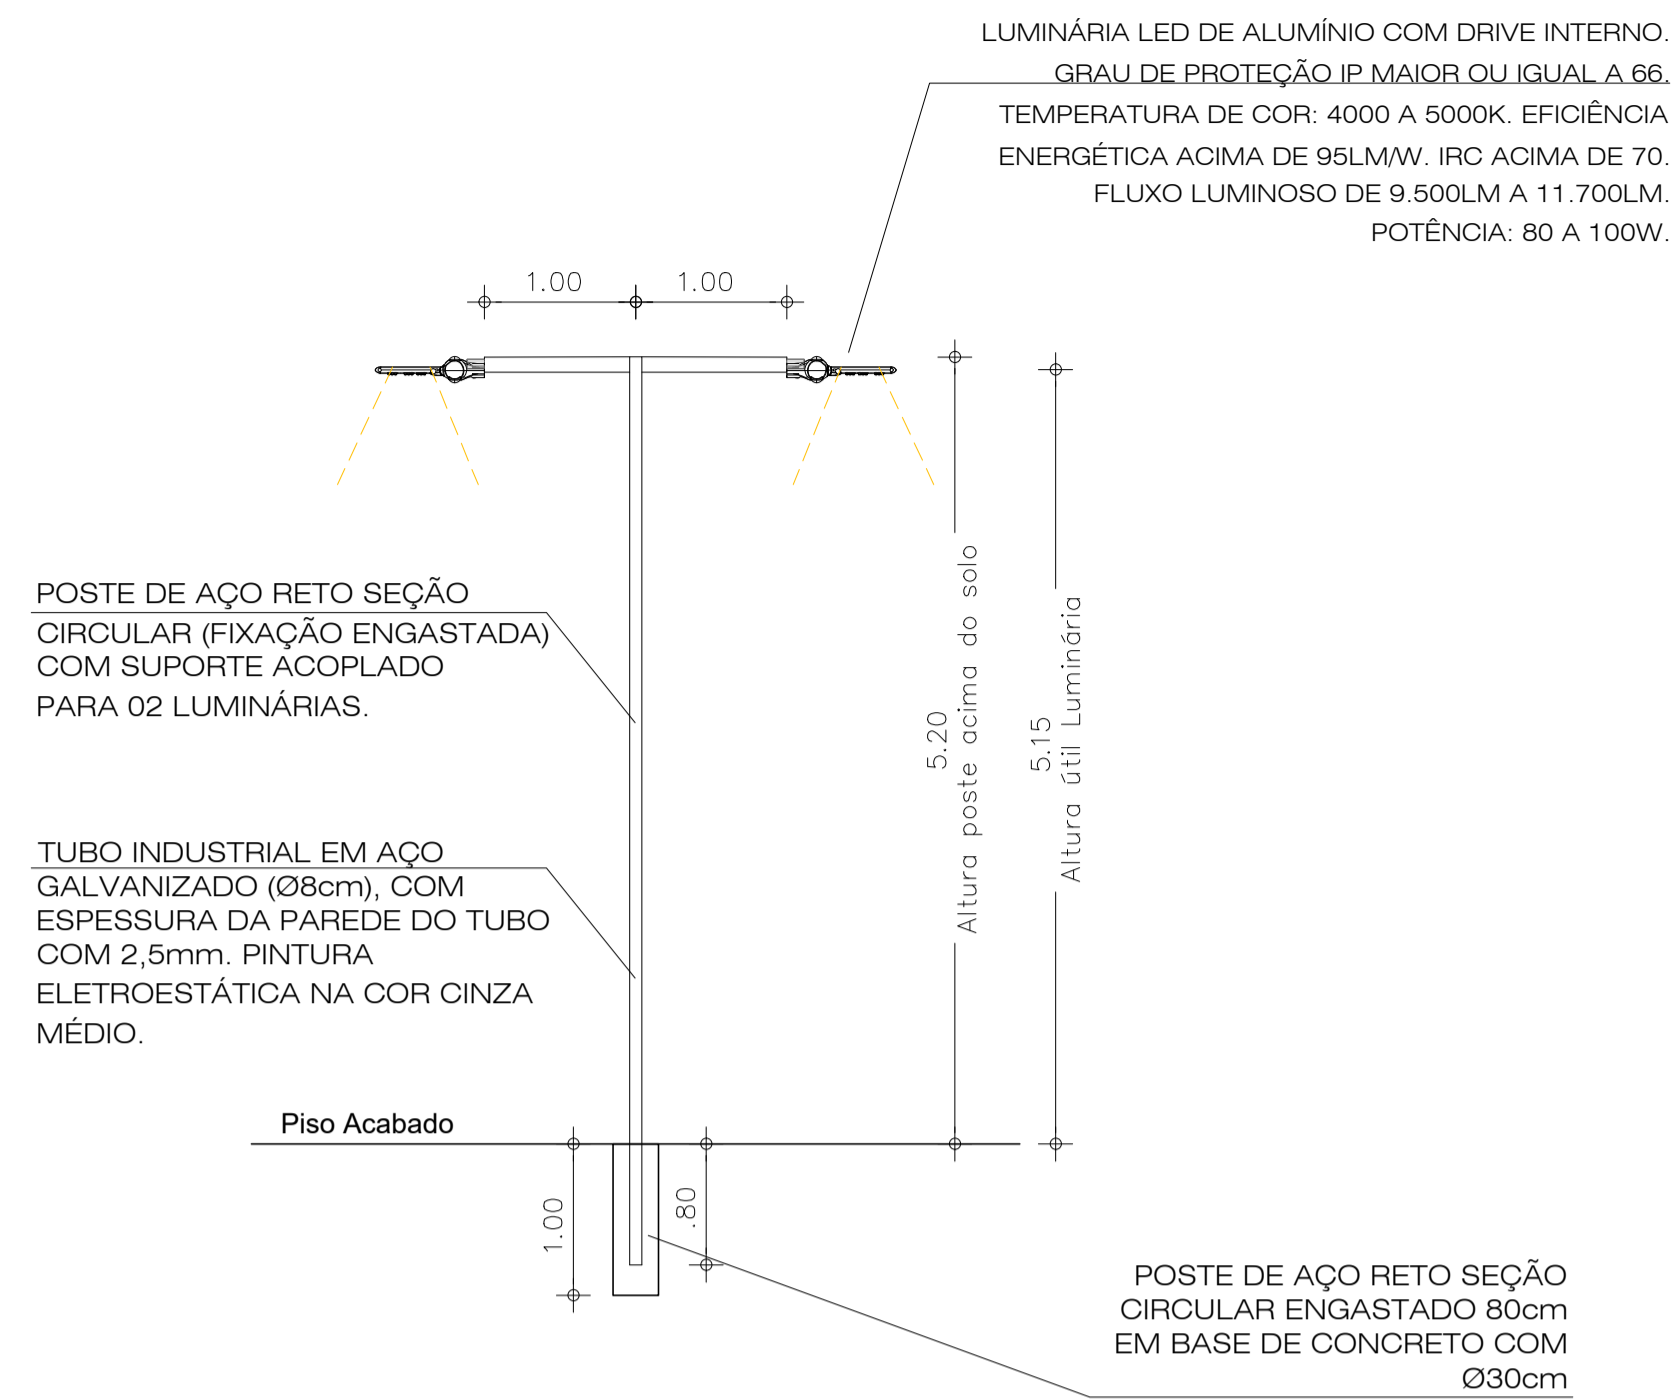 LUMINÁRIA LED DE ALUMÍNIO COM DRIVE INTERNO.
GRAU DE PROTEÇÃO IP MAIOR OU IGUAL A 66.
TEMPERATURA DE COR: 4000 A 5000K. EFICIÊNCIA
ENERGÉTICA ACIMA DE 95LM/W. IRC ACIMA DE 70.
FLUXO LUMINOSO DE 9.500LM A 11.700LM.
POTÊNCIA: 80 A 100W.
1.00
1.00
POSTE DE AÇO RETO SEÇÃO
CIRCULAR (FIXAÇÃO ENGASTADA)
COM SUPORTE ACOPLADO
PARA 02 LUMINÁRIAS.
5.20
Altura poste acima do solo
5.15
Altura útil Luminária
TUBO INDUSTRIAL EM AÇO
GALVANIZADO (Ø8cm), COM
ESPESSURA DA PAREDE DO TUBO
COM 2,5mm. PINTURA
ELETROESTÁTICA NA COR CINZA
MÉDIO.
Piso Acabado
1.00
.80
POSTE DE AÇO RETO SEÇÃO
CIRCULAR ENGASTADO 80cm
EM BASE DE CONCRETO COM
Ø30cm